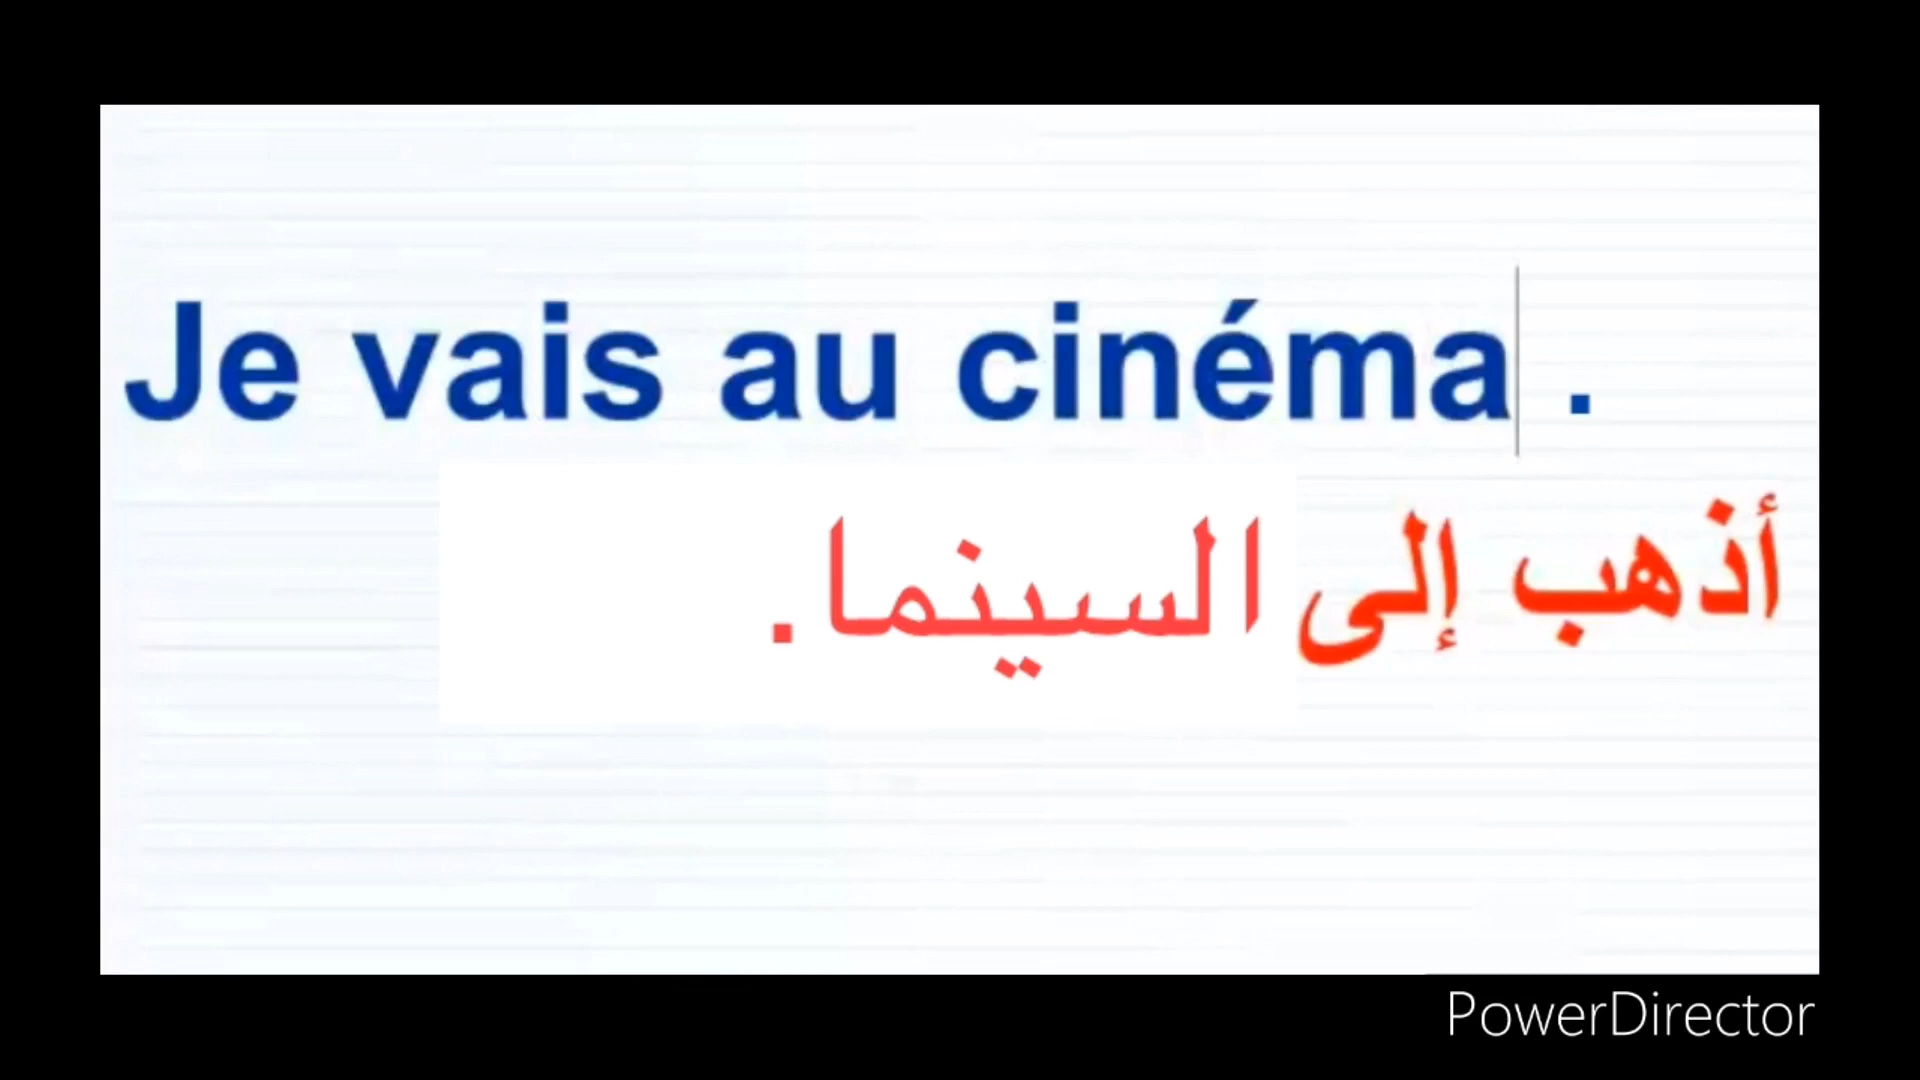 Je vais au cinéma .
أذهب إلى السينما.
PowerDirector